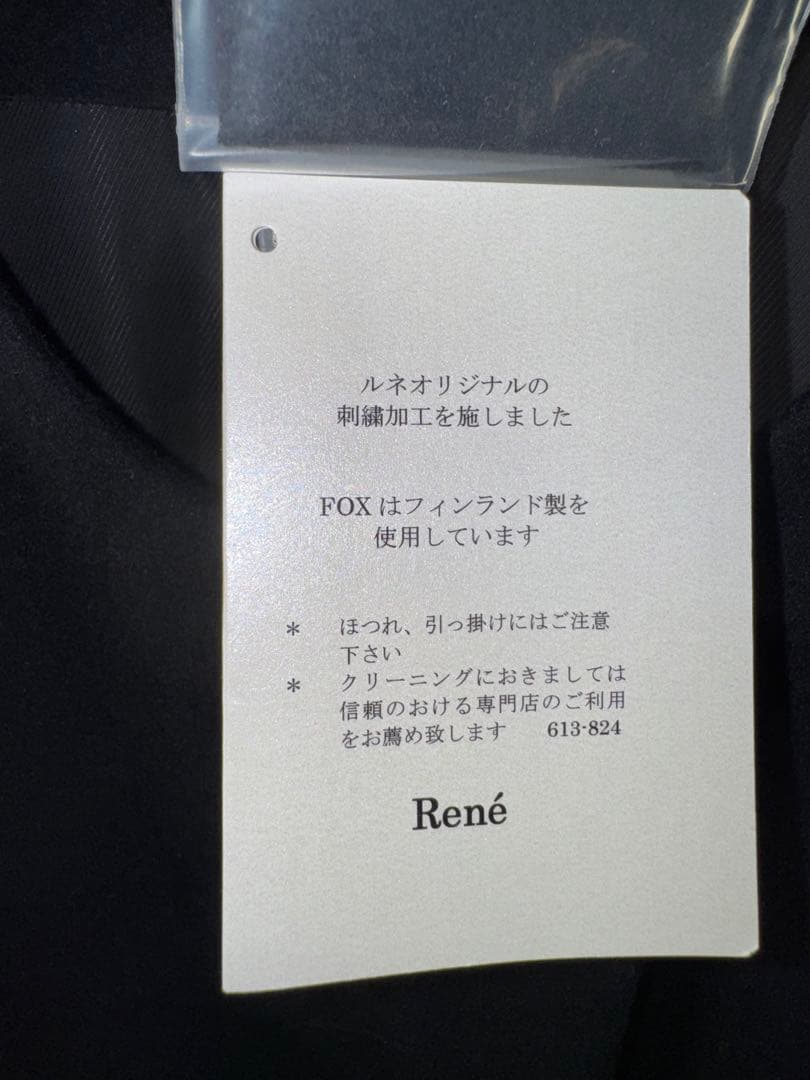 ルネオリジナルの
刺繍加工を施しました
FOX はフィンランド製を
使用しています
＊ ほつれ、引っ掛けにはご注意
下さい
＊ クリーニングにおきましては
信頼のおける専門店のご利用
をお薦め致します 613-824
René